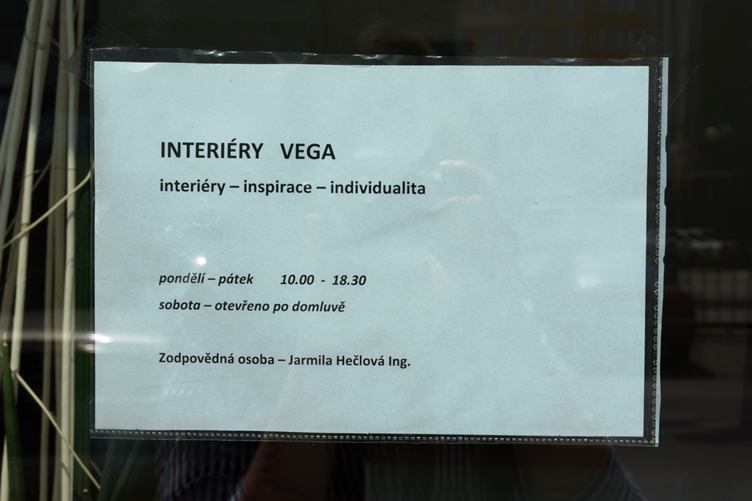 INTERIÉRY VEGA
interiéry – inspirace – individualita
pondělí – pátek 10.00 - 18.30
sobota – otevřeno po domluvě
Zodpovědná osoba – Jarmila Hečlová Ing.